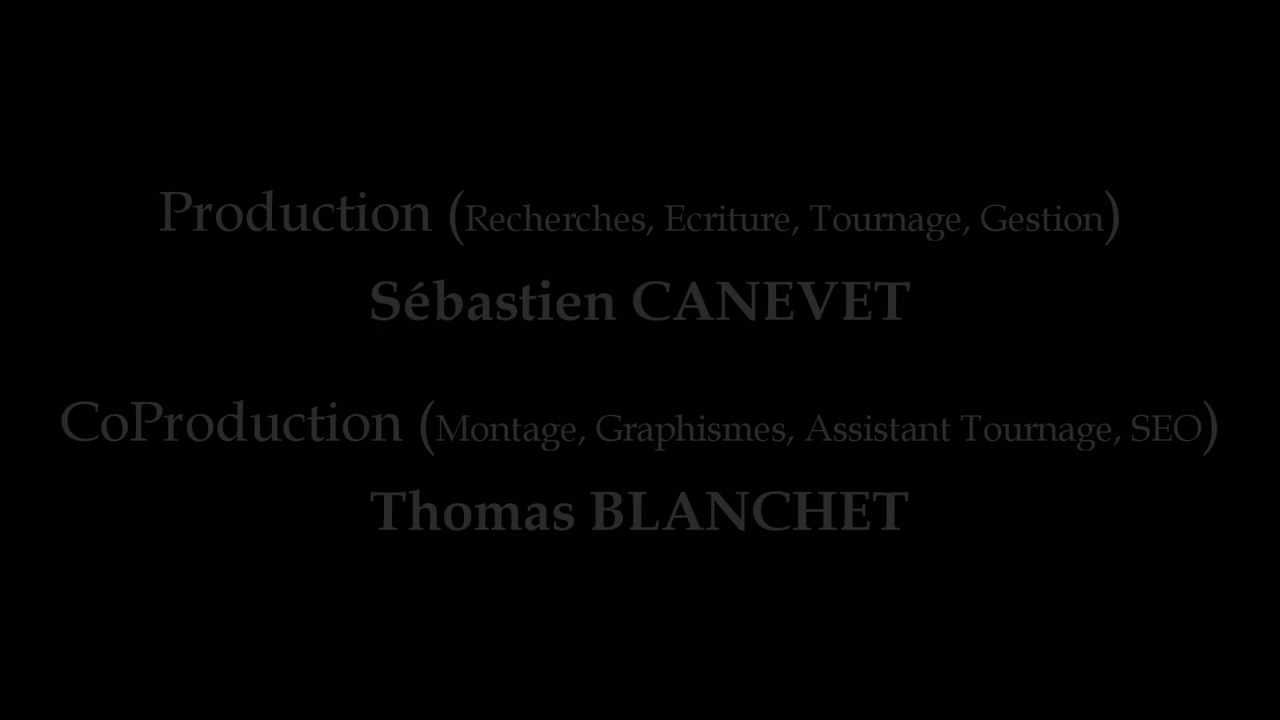 Production (Recherches, Ecriture, Tournage, Gestion)
Sébastien CANEVET
CoProduction (Montage, Graphismes, Assistant Tournage, SEO)
Thomas BLANCHET